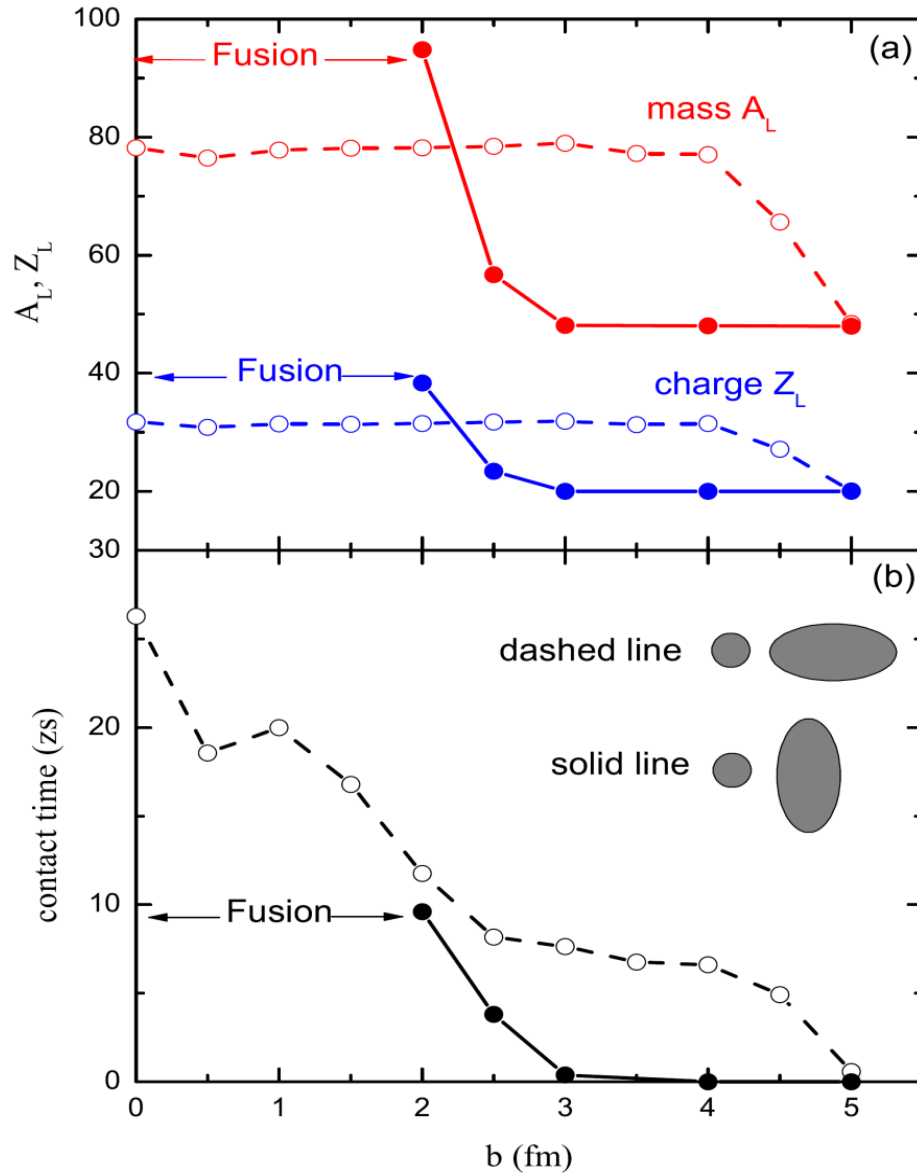 100
(a)
Fusion
mass A_L
80
60
A_L, Z_L
40
Fusion
charge Z_L
20
30
(b)
dashed line
20
solid line
contact time (zs)
10
Fusion
0
0 1 2 3 4 5
b (fm)